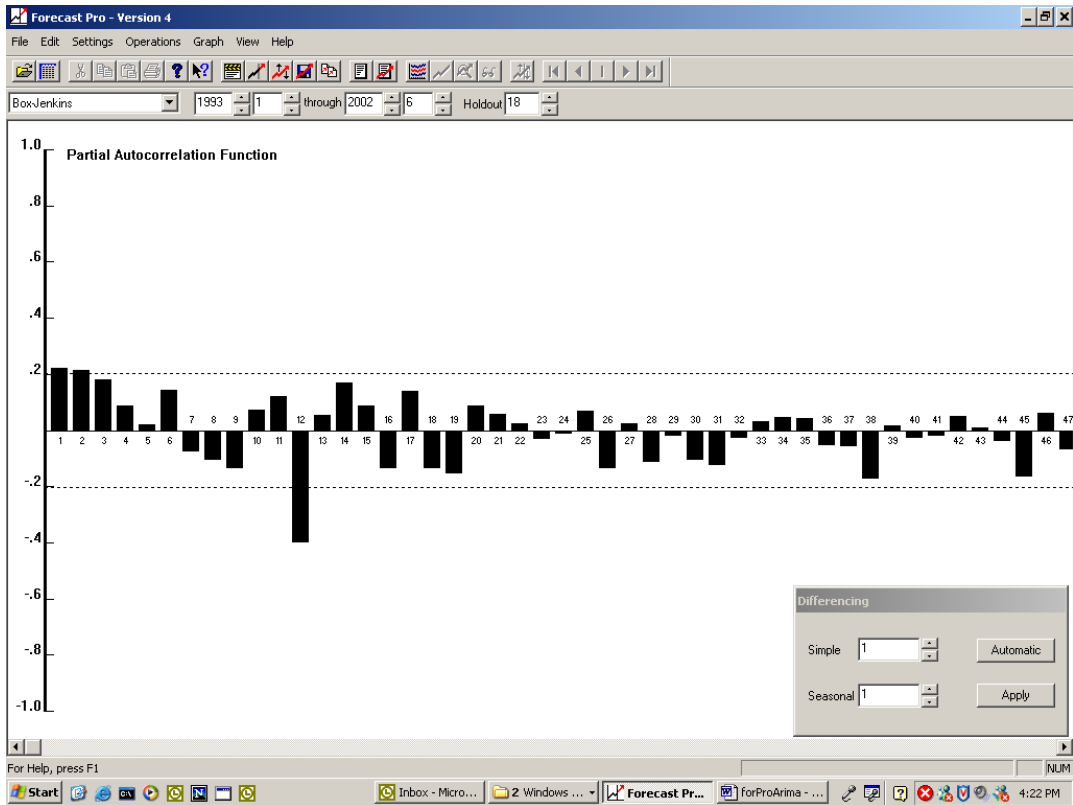 Forecast Pro - Version 4
File Edit Settings Operations Graph View Help
Box-Jenkins 1993 1 through 2002 6 Holdout 18
Partial Autocorrelation Function
1.0
.8
.6
.4
.2
-.2
-.4
-.6
-.8
-1.0
7 8 9 12 16 18 19 23 24 26 28 29 30 31 32 36 37 38 40 41 44 45 47
1 2 3 4 5 6 10 11 13 14 15 17 20 21 22 25 27 33 34 35 39 42 43 46
Differencing
Simple 1 Automatic
Seasonal 1 Apply
For Help, press F1
NUM
Start Inbox - Micro... 2 Windows ... Forecast Pr... forProArima - ... 4:22 PM